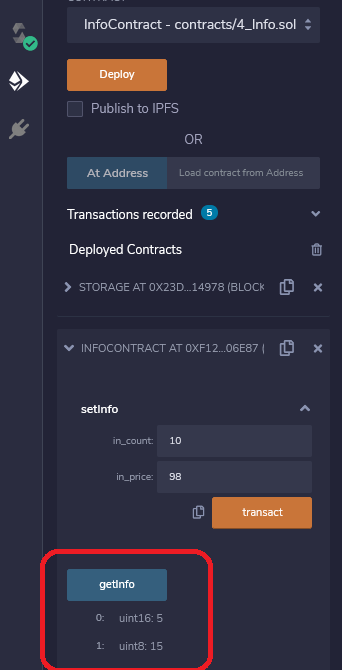 InfoContract - contracts/4_Info.sol
Deploy
Publish to IPFS
OR
At Address Load contract from Address
Transactions recorded 5
Deployed Contracts
STORAGE AT 0X23D...14978 (BLOCK
INFOCONTRACT AT 0XF12...06E87 (
setInfo
in_count: 10
in_price: 98
transact
getInfo
0: uint16: 5
1: uint8: 15